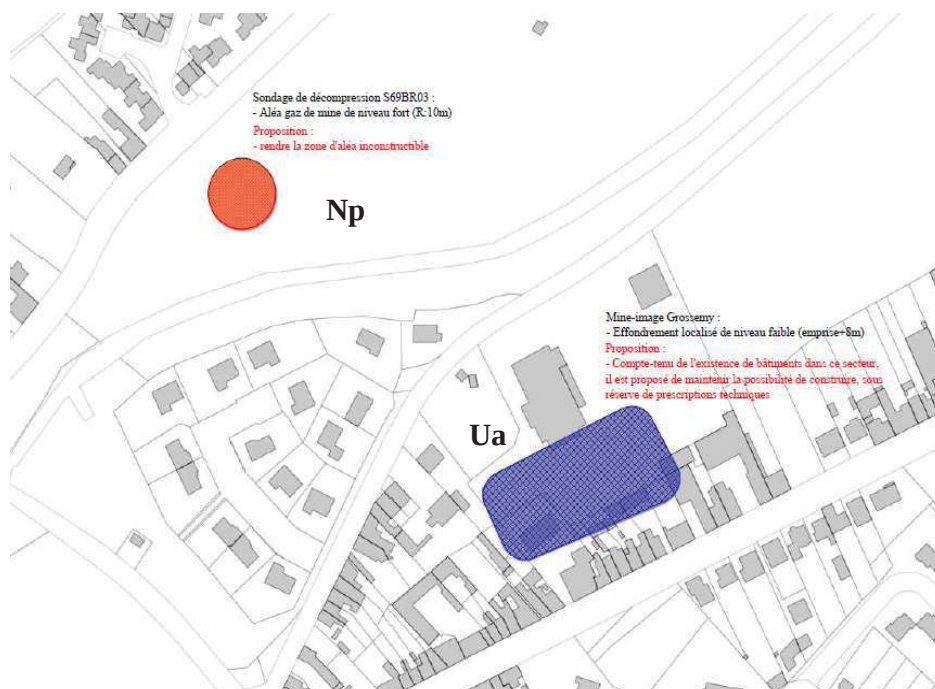 Sondage de décompression S69BR03 :
- Aléa gaz de mine de niveau fort (R:10m)
Proposition :
- rendre la zone d'aléa inconstructible
Np
Mine-image Grossemy :
- Effondrement localisé de niveau faible (emprise+8m)
Proposition :
- Compte-tenu de l'existence de bâtiments dans ce secteur,
il est proposé de maintenir la possibilité de construire, sous
réserve de prescriptions techniques
Ua